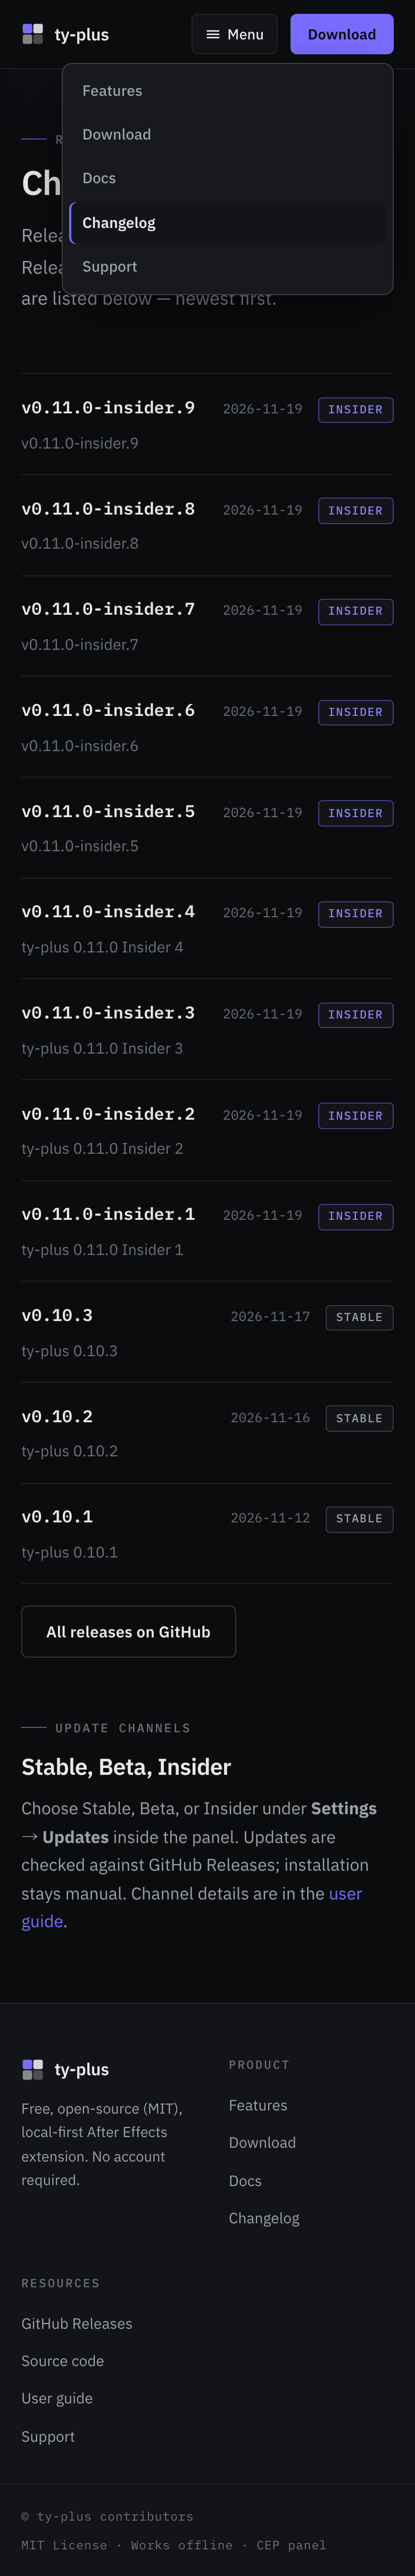 ty-plus
Menu
Download
Features
Download
Docs
Changelog
Support
are listed below — newest first.
v0.11.0-insider.9 2026-11-19 INSIDER
v0.11.0-insider.9
v0.11.0-insider.8 2026-11-19 INSIDER
v0.11.0-insider.8
v0.11.0-insider.7 2026-11-19 INSIDER
v0.11.0-insider.7
v0.11.0-insider.6 2026-11-19 INSIDER
v0.11.0-insider.6
v0.11.0-insider.5 2026-11-19 INSIDER
v0.11.0-insider.5
v0.11.0-insider.4 2026-11-19 INSIDER
ty-plus 0.11.0 Insider 4
v0.11.0-insider.3 2026-11-19 INSIDER
ty-plus 0.11.0 Insider 3
v0.11.0-insider.2 2026-11-19 INSIDER
ty-plus 0.11.0 Insider 2
v0.11.0-insider.1 2026-11-19 INSIDER
ty-plus 0.11.0 Insider 1
v0.10.3 2026-11-17 STABLE
ty-plus 0.10.3
v0.10.2 2026-11-16 STABLE
ty-plus 0.10.2
v0.10.1 2026-11-12 STABLE
ty-plus 0.10.1
All releases on GitHub
UPDATE CHANNELS
Stable, Beta, Insider
Choose Stable, Beta, or Insider under Settings
→ Updates inside the panel. Updates are
checked against GitHub Releases; installation
stays manual. Channel details are in the user
guide.
ty-plus
Free, open-source (MIT),
local-first After Effects
extension. No account
required.
PRODUCT
Features
Download
Docs
Changelog
RESOURCES
GitHub Releases
Source code
User guide
Support
© ty-plus contributors
MIT License · Works offline · CEP panel